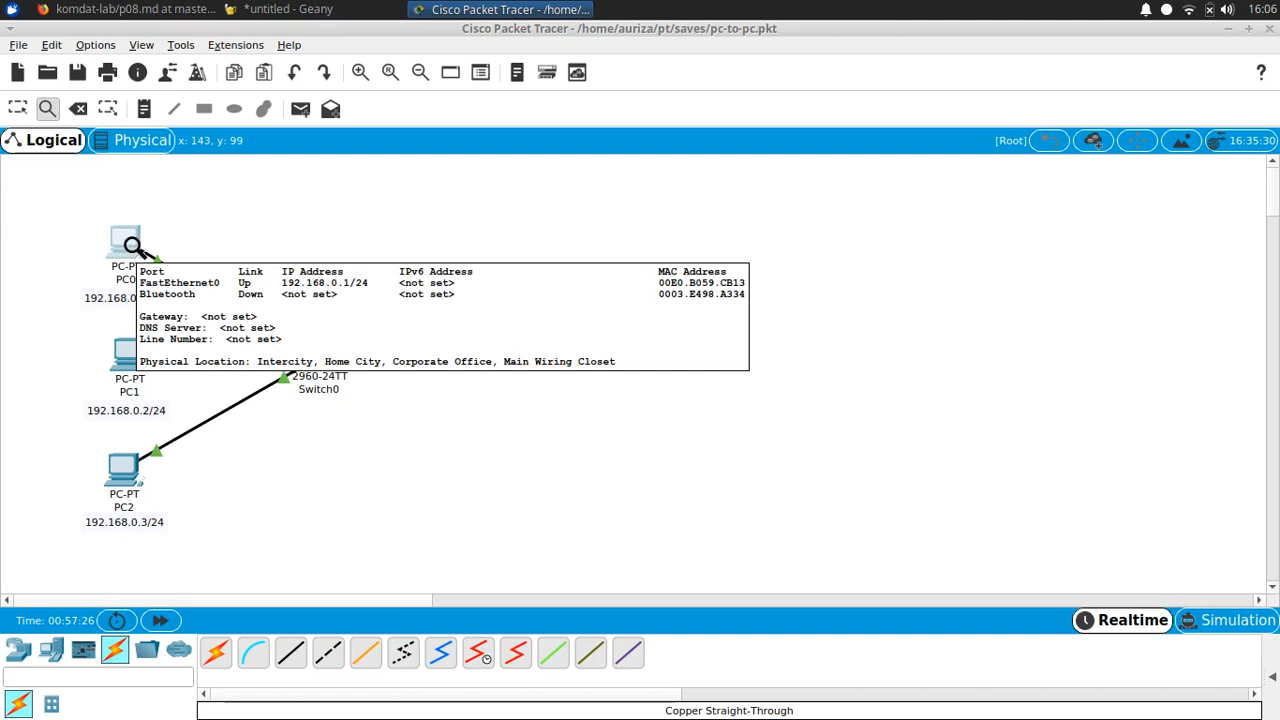 komdat-lab/p08.md at maste...
*untitled - Geany
Cisco Packet Tracer - /home/...
16:06
Cisco Packet Tracer - /home/auriza/pt/saves/pc-to-pc.pkt
File Edit Options View Tools Extensions Help
Logical Physical x: 143, y: 99 [Root] 16:35:30
Port Link IP Address IPv6 Address MAC Address
FastEthernet0 Up 192.168.0.1/24 <not set> 00E0.B059.CB13
Bluetooth Down <not set> <not set> 0003.E498.A334
Gateway: <not set>
DNS Server: <not set>
Line Number: <not set>
Physical Location: Intercity, Home City, Corporate Office, Main Wiring Closet
PC-P
PC0
192.168.0
PC-PT
PC1
192.168.0.2/24
2960-24TT
Switch0
PC-PT
PC2
192.168.0.3/24
Time: 00:57:26 Realtime Simulation
Copper Straight-Through